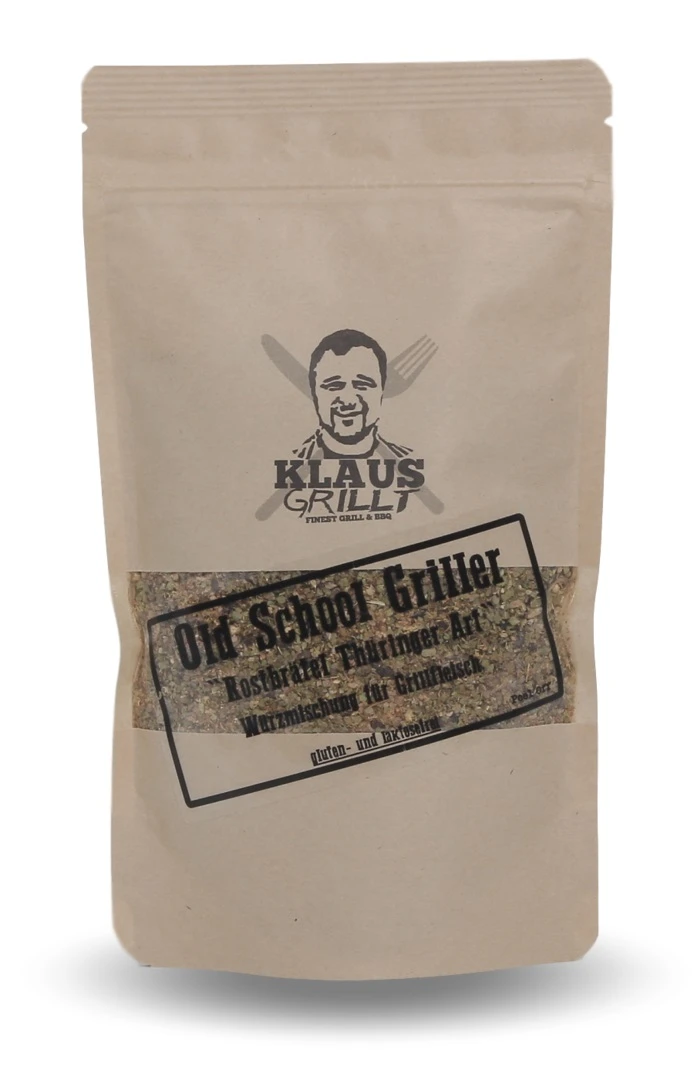 KLAUS
GRILLT
FINEST GRILL & BBQ
Old School Griller
"Rostbrätel Thüringer Art"
Würzmischung für Grillfleisch
gluten- und laktosefrei